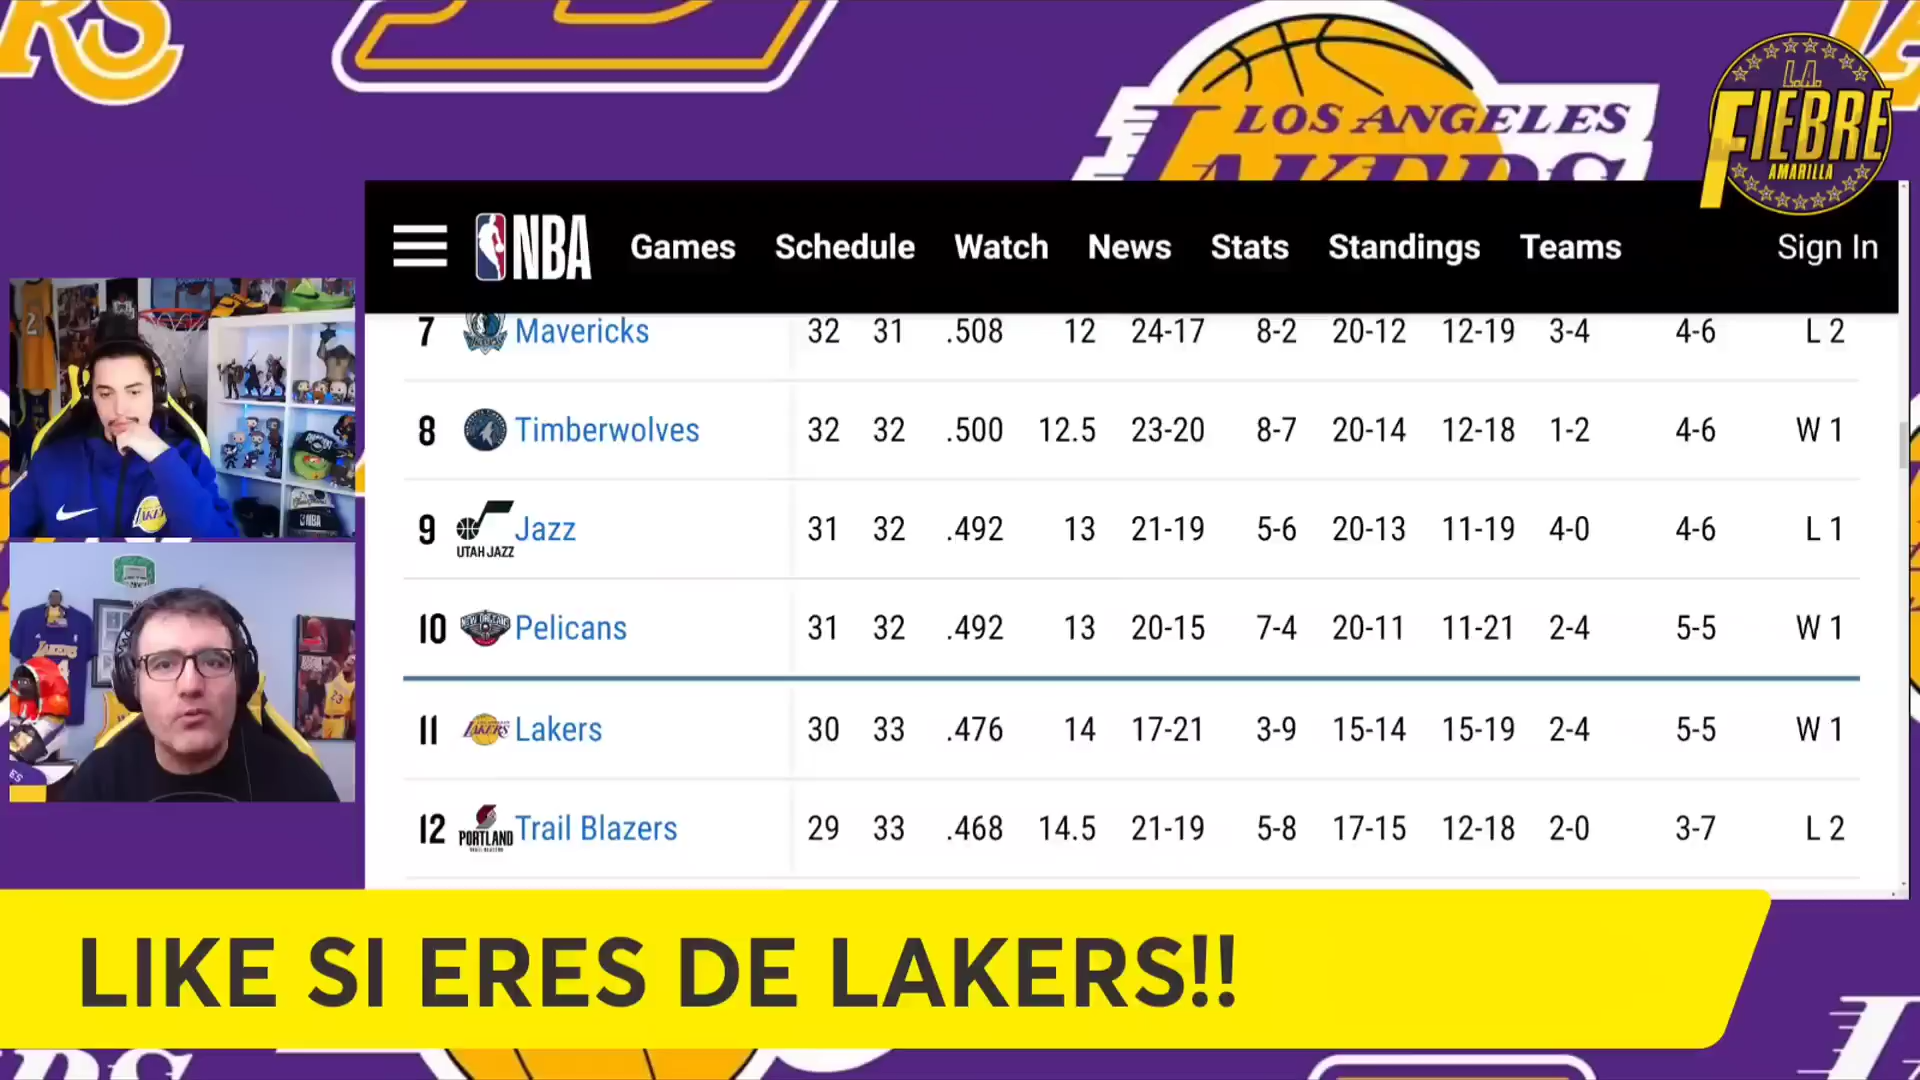 LOS ANGELES
LAKERS
L.A.
FIEBRE
AMARILLA
NBA Games Schedule Watch News Stats Standings Teams Sign In
7 Mavericks 32 31 .508 12 24-17 8-2 20-12 12-19 3-4 4-6 L 2
8 Timberwolves 32 32 .500 12.5 23-20 8-7 20-14 12-18 1-2 4-6 W 1
9 UTAH JAZZ Jazz 31 32 .492 13 21-19 5-6 20-13 11-19 4-0 4-6 L 1
10 NEW ORLEANS Pelicans 31 32 .492 13 20-15 7-4 20-11 11-21 2-4 5-5 W 1
11 LAKERS Lakers 30 33 .476 14 17-21 3-9 15-14 15-19 2-4 5-5 W 1
12 PORTLAND Trail Blazers 29 33 .468 14.5 21-19 5-8 17-15 12-18 2-0 3-7 L 2
LIKE SI ERES DE LAKERS!!